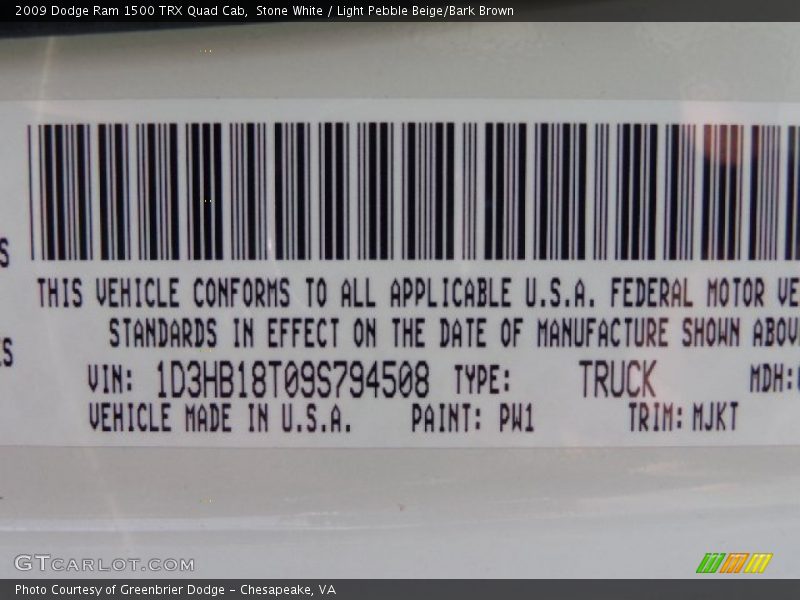 2009 Dodge Ram 1500 TRX Quad Cab,  Stone White / Light Pebble Beige/Bark Brown
THIS VEHICLE CONFORMS TO ALL APPLICABLE U.S.A. FEDERAL MOTOR VE
STANDARDS IN EFFECT ON THE DATE OF MANUFACTURE SHOWN ABOV
VIN: 1D3HB18T09S794508 TYPE: TRUCK MDH:
VEHICLE MADE IN U.S.A. PAINT: PW1 TRIM: MJKT
GTCARLOT.COM
Photo Courtesy of Greenbrier Dodge - Chesapeake, VA